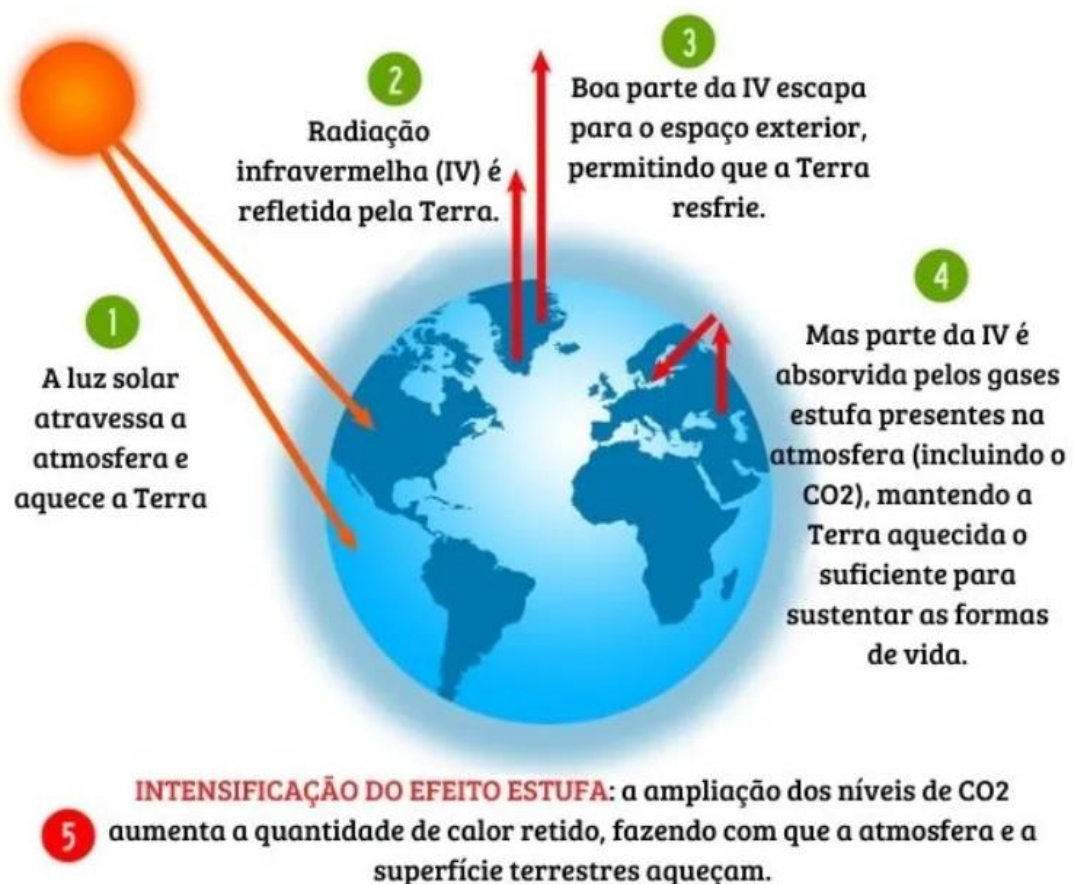 1
A luz solar
atravessa a
atmosfera e
aquece a Terra
2
Radiação
infravermelha (IV) é
refletida pela Terra.
3
Boa parte da IV escapa
para o espaço exterior,
permitindo que a Terra
resfrie.
4
Mas parte da IV é
absorvida pelos gases
estufa presentes na
atmosfera (incluindo o
CO2), mantendo a
Terra aquecida o
suficiente para
sustentar as formas
de vida.
5
INTENSIFICAÇÃO DO EFEITO ESTUFA: a ampliação dos níveis de CO2
aumenta a quantidade de calor retido, fazendo com que a atmosfera e a
superfície terrestres aqueçam.